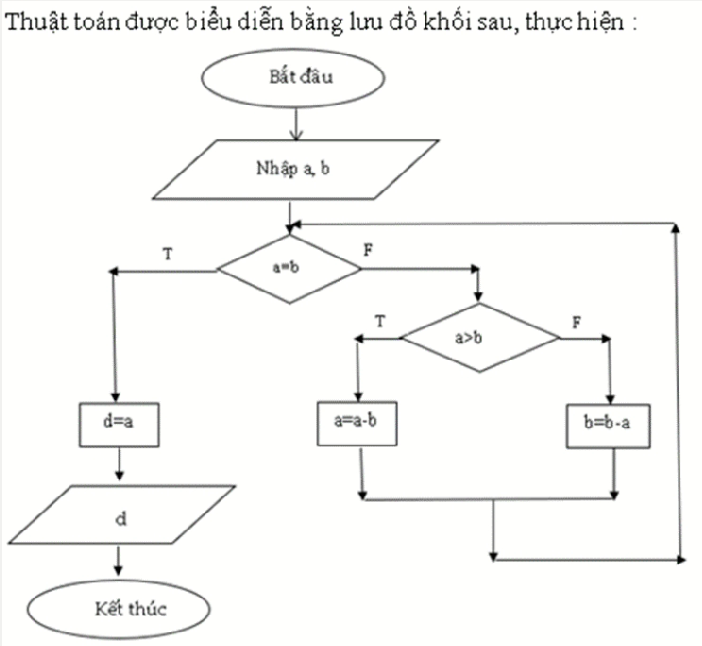 Thuật toán được biểu diễn bằng lưu đồ khối sau, thực hiện :
Bắt đầu
Nhập a, b
T
a=b
F
T
a>b
F
d=a
a=a-b
b=b-a
d
Kết thúc